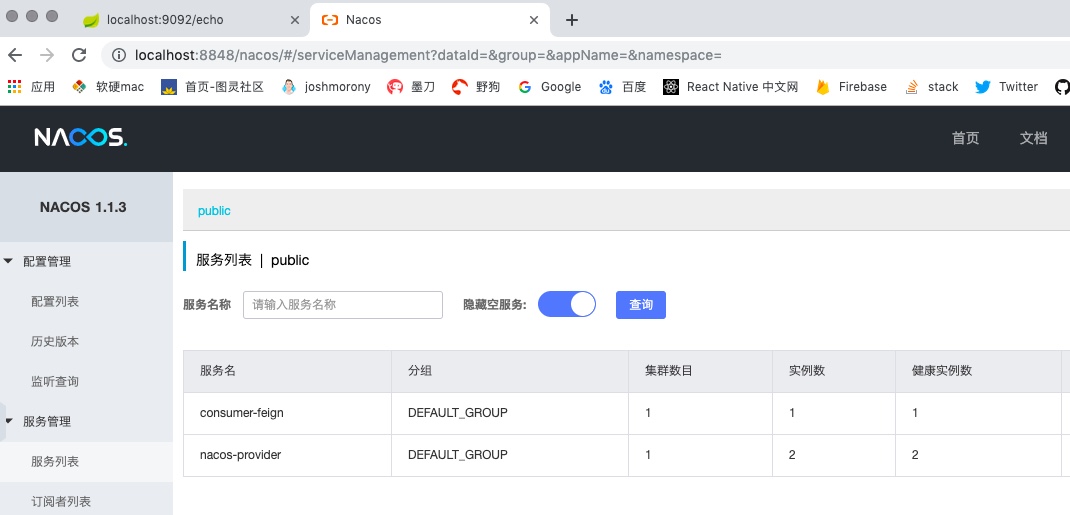 localhost:9092/echo
Nacos
localhost:8848/nacos/#/serviceManagement?dataId=&group=&appName=&namespace=
应用 软硬mac 首页-图灵社区 joshmorony 墨刀 野狗 Google 百度 React Native 中文网 Firebase stack Twitter
NACOS.
首页 文档
NACOS 1.1.3
public
配置管理
服务列表 | public
配置列表
服务名称 请输入服务名称 隐藏空服务: 查询
历史版本
监听查询
服务管理
服务列表
订阅者列表
服务名 分组 集群数目 实例数 健康实例数
consumer-feign DEFAULT_GROUP 1 1 1
nacos-provider DEFAULT_GROUP 1 2 2